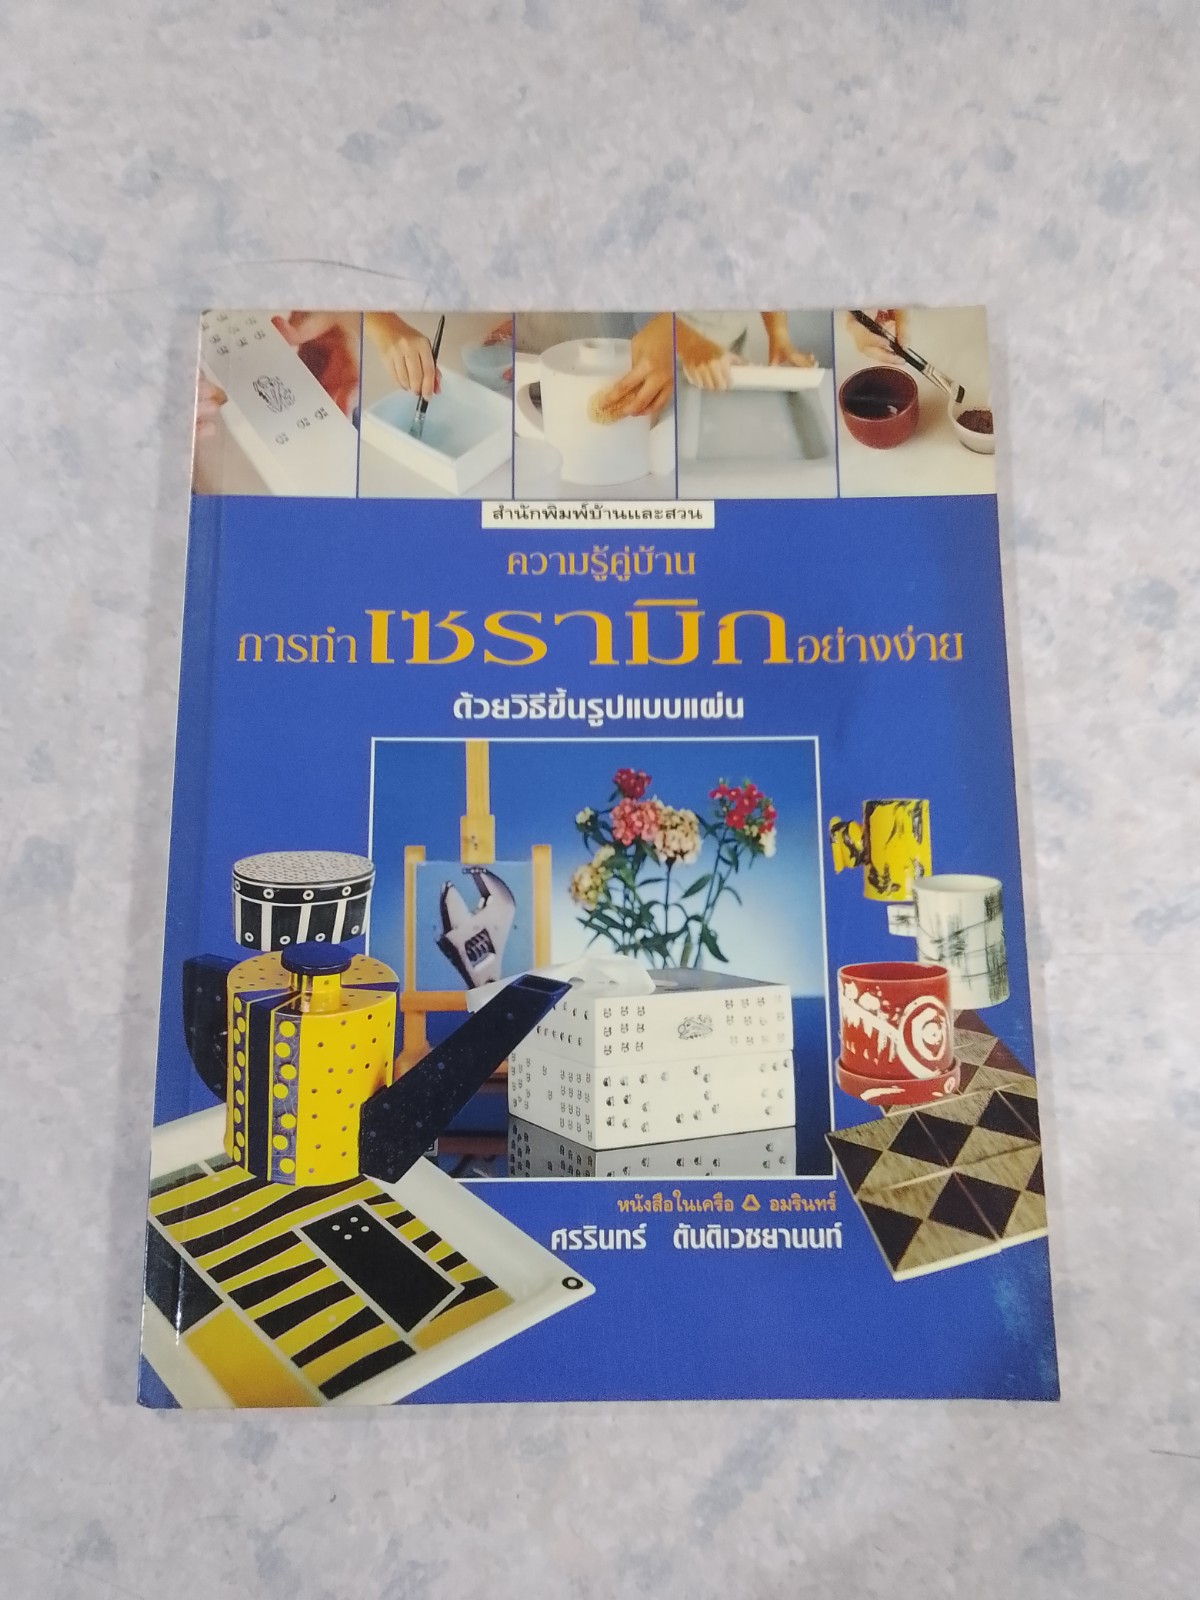 สำนักพิมพ์บ้านและสวน
ความรู้คู่บ้าน
การทำเซรามิกอย่างง่าย
ด้วยวิธีขึ้นรูปแบบแผ่น
หนังสือในเครือ อมรินทร์
ศรรินทร์ ตันติเวชยานนท์